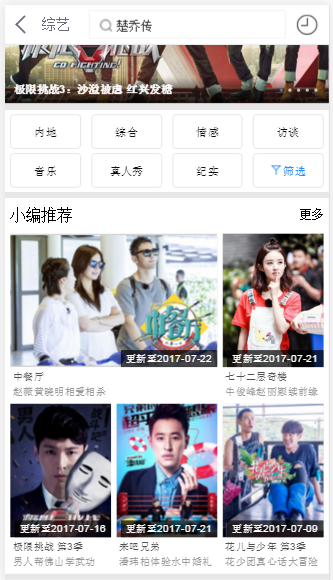 综艺
楚乔传
GO FIGHTING!
极限挑战3:沙溢被虐 红兴发糖
内地
综合
情感
访谈
音乐
真人秀
纪实
筛选
小编推荐
更多
中餐厅
更新至2017-07-22
更新至2017-07-21
中餐厅
七十二层奇楼
赵薇黄晓明相爱相杀
牛俊峰赵丽颖续前缘
更新至2017-07-16
更新至2017-07-21
更新至2017-07-09
极限挑战 第3季
来吧兄弟
花儿与少年 第3季
男人帮佛山学武功
潘玮柏体验水中婚礼
花少团真心话大冒险